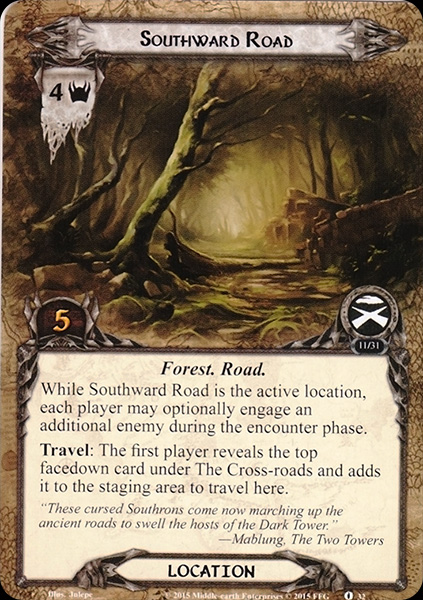 Southward Road
4
5
11/31
Forest. Road.
While Southward Road is the active location,
each player may optionally engage an
additional enemy during the encounter phase.
Travel: The first player reveals the top
facedown card under The Cross-roads and adds
it to the staging area to travel here.
"These cursed Southrons come now marching up the
ancient roads to swell the hosts of the Dark Tower."
—Mablung, The Two Towers
LOCATION
Illus. Julepe
© 2015 Middle-earth Enterprises © 2015 FFG
32